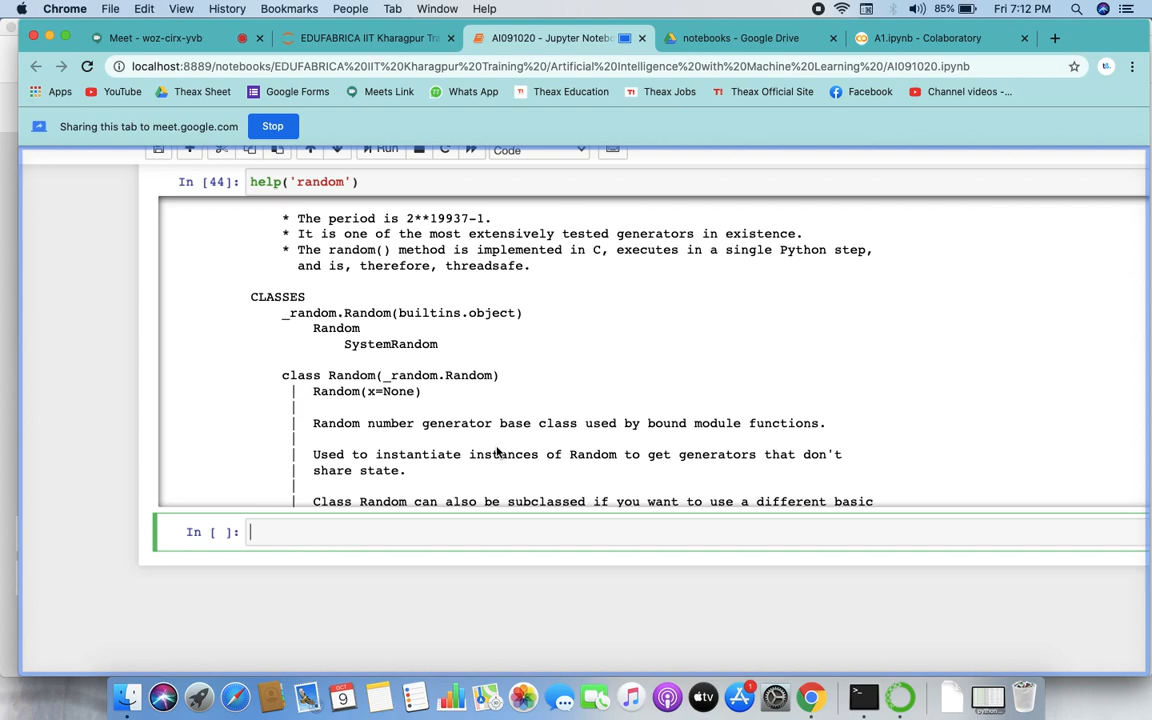 Chrome File Edit View History Bookmarks People Tab Window Help 85% Fri 7:12 PM
Meet - woz-cirx-yvb EDUFABRICA IIT Kharagpur Tra AI091020 - Jupyter Notebo notebooks - Google Drive A1.ipynb - Colaboratory
localhost:8889/notebooks/EDUFABRICA%20IIT%20Kharagpur%20Training%20/Artificial%20Intelligence%20with%20Machine%20Learning%20/AI091020.ipynb
Apps YouTube Theax Sheet Google Forms Meets Link Whats App Theax Education Theax Jobs Theax Official Site Facebook Channel videos -...
Sharing this tab to meet.google.com Stop
Run Code
In [44]: help('random')
* The period is 2**19937-1.
* It is one of the most extensively tested generators in existence.
* The random() method is implemented in C, executes in a single Python step,
and is, therefore, threadsafe.
CLASSES
_random.Random(builtins.object)
Random
SystemRandom
class Random(_random.Random)
| Random(x=None)
|
| Random number generator base class used by bound module functions.
|
| Used to instantiate instances of Random to get generators that don't
| share state.
|
| Class Random can also be subclassed if you want to use a different basic
In [ ]:
OCT
9
1
tv